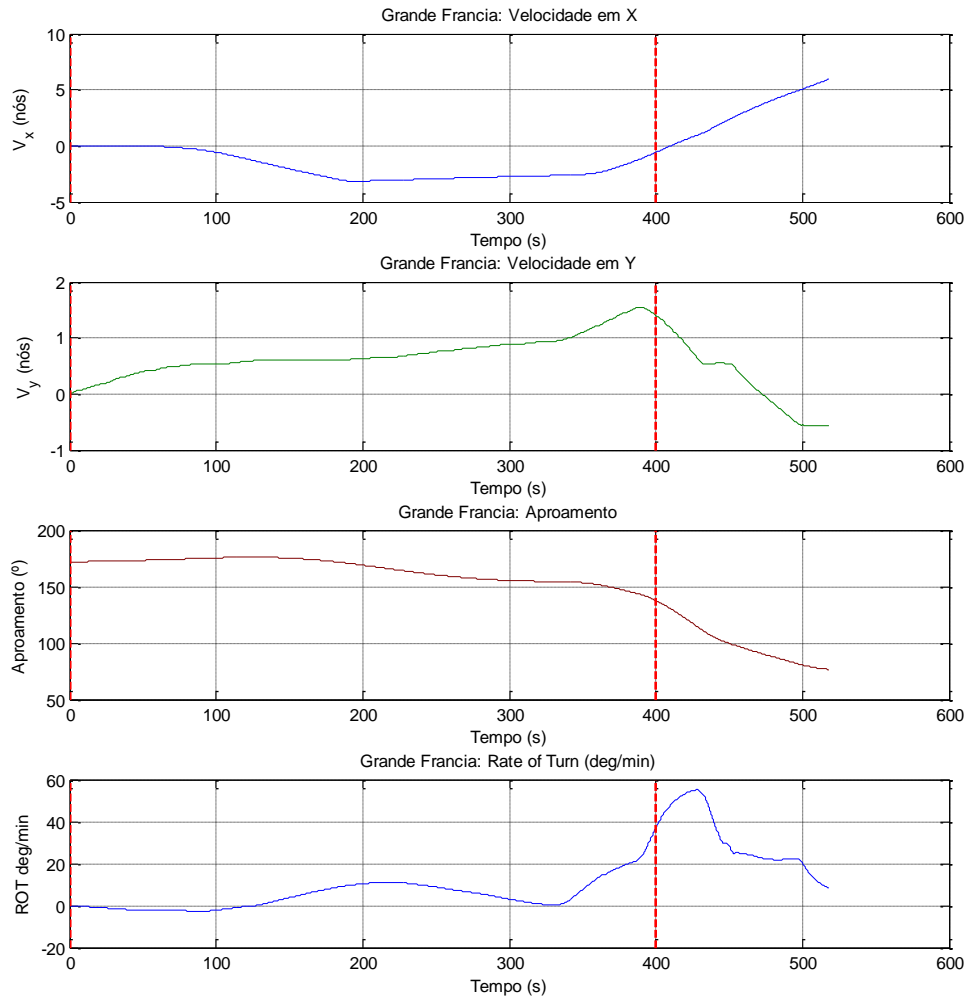 Grande Francia: Velocidade em X
10
5
0
-5
V_x (nós)
0 100 200 300 400 500 600
Tempo (s)
Grande Francia: Velocidade em Y
2
1
0
-1
V_y (nós)
0 100 200 300 400 500 600
Tempo (s)
Grande Francia: Aproamento
200
150
100
50
Aproamento (º)
0 100 200 300 400 500 600
Tempo (s)
Grande Francia: Rate of Turn (deg/min)
60
40
20
0
-20
ROT deg/min
0 100 200 300 400 500 600
Tempo (s)